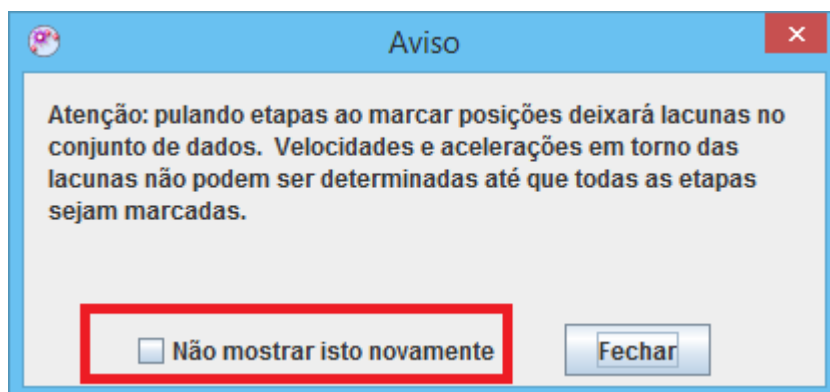 Aviso
Atenção: pulando etapas ao marcar posições deixará lacunas no
conjunto de dados.  Velocidades e acelerações em torno das
lacunas não podem ser determinadas até que todas as etapas
sejam marcadas.
Não mostrar isto novamente
Fechar